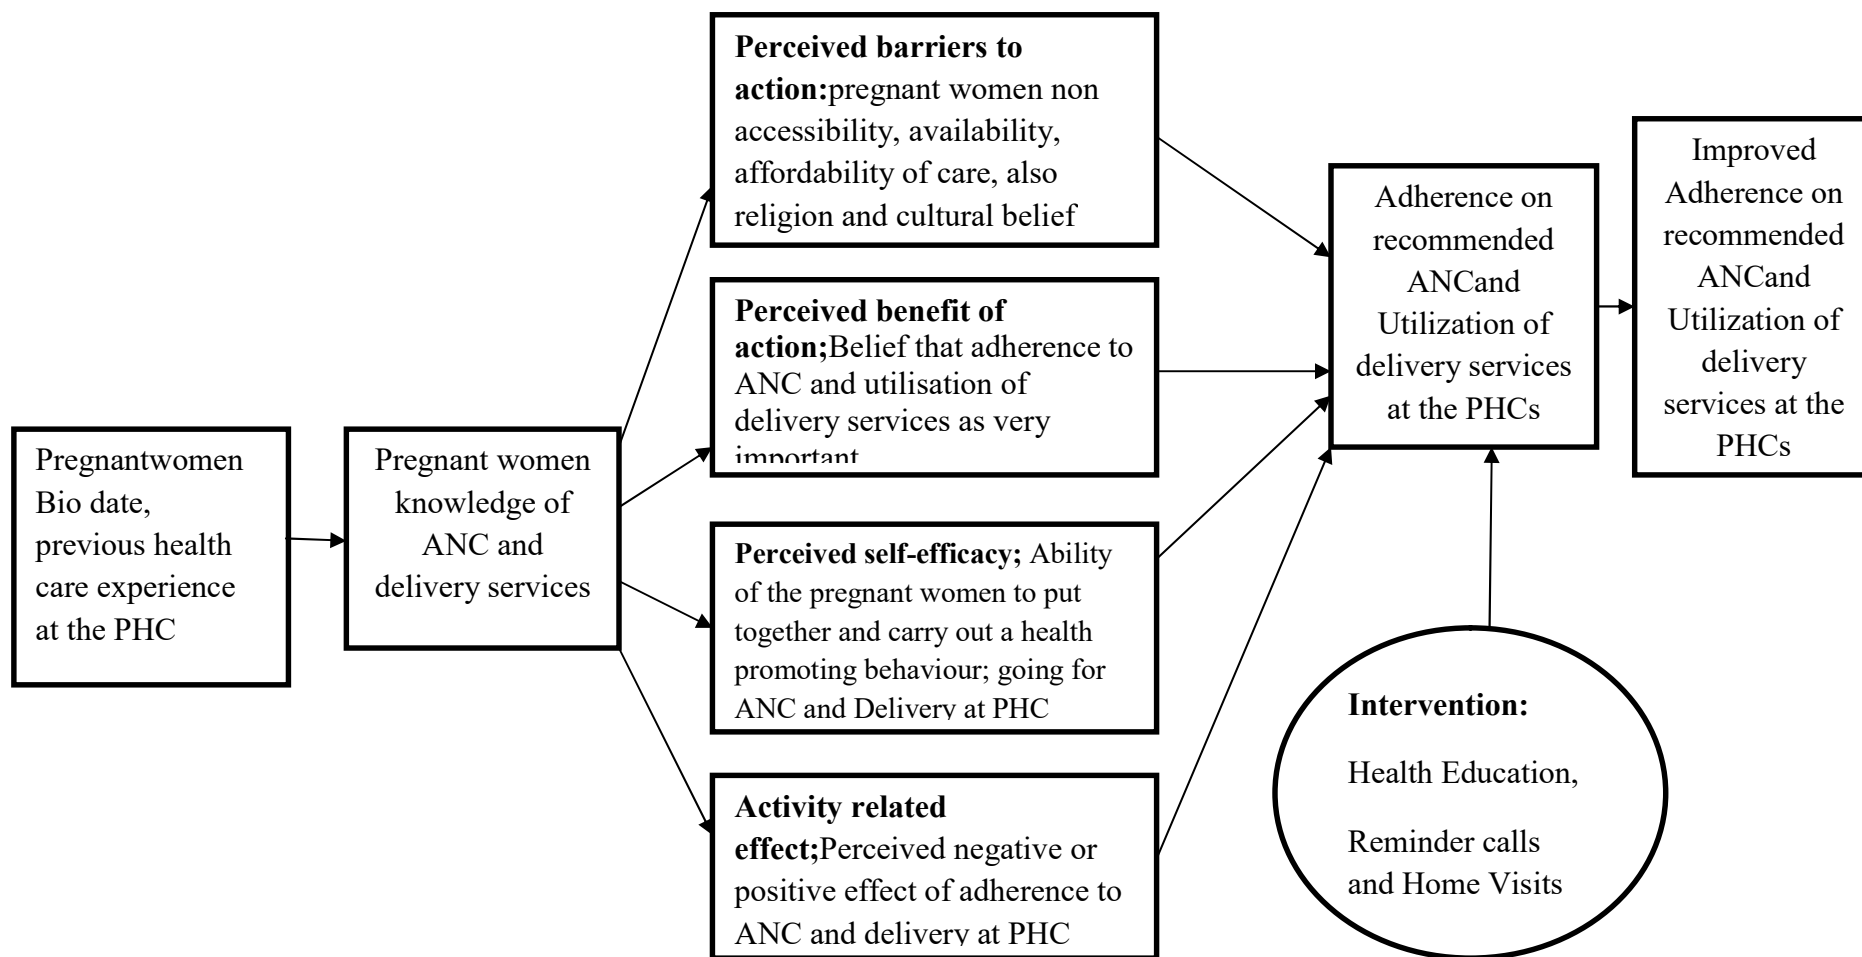 Perceived barriers to
action:pregnant women non
accessibility, availability,
affordability of care, also
religion and cultural belief
Perceived benefit of
action;Belief that adherence to
ANC and utilisation of
delivery services as very
important
Perceived self-efficacy; Ability
of the pregnant women to put
together and carry out a health
promoting behaviour; going for
ANC and Delivery at PHC
Activity related
effect;Perceived negative or
positive effect of adherence to
ANC and delivery at PHC
Pregnantwomen
Bio date,
previous health
care experience
at the PHC
Pregnant women
knowledge of
ANC and
delivery services
Adherence on
recommended
ANCand
Utilization of
delivery services
at the PHCs
Improved
Adherence on
recommended
ANCand
Utilization of
delivery
services at the
PHCs
Intervention:
Health Education,
Reminder calls
and Home Visits